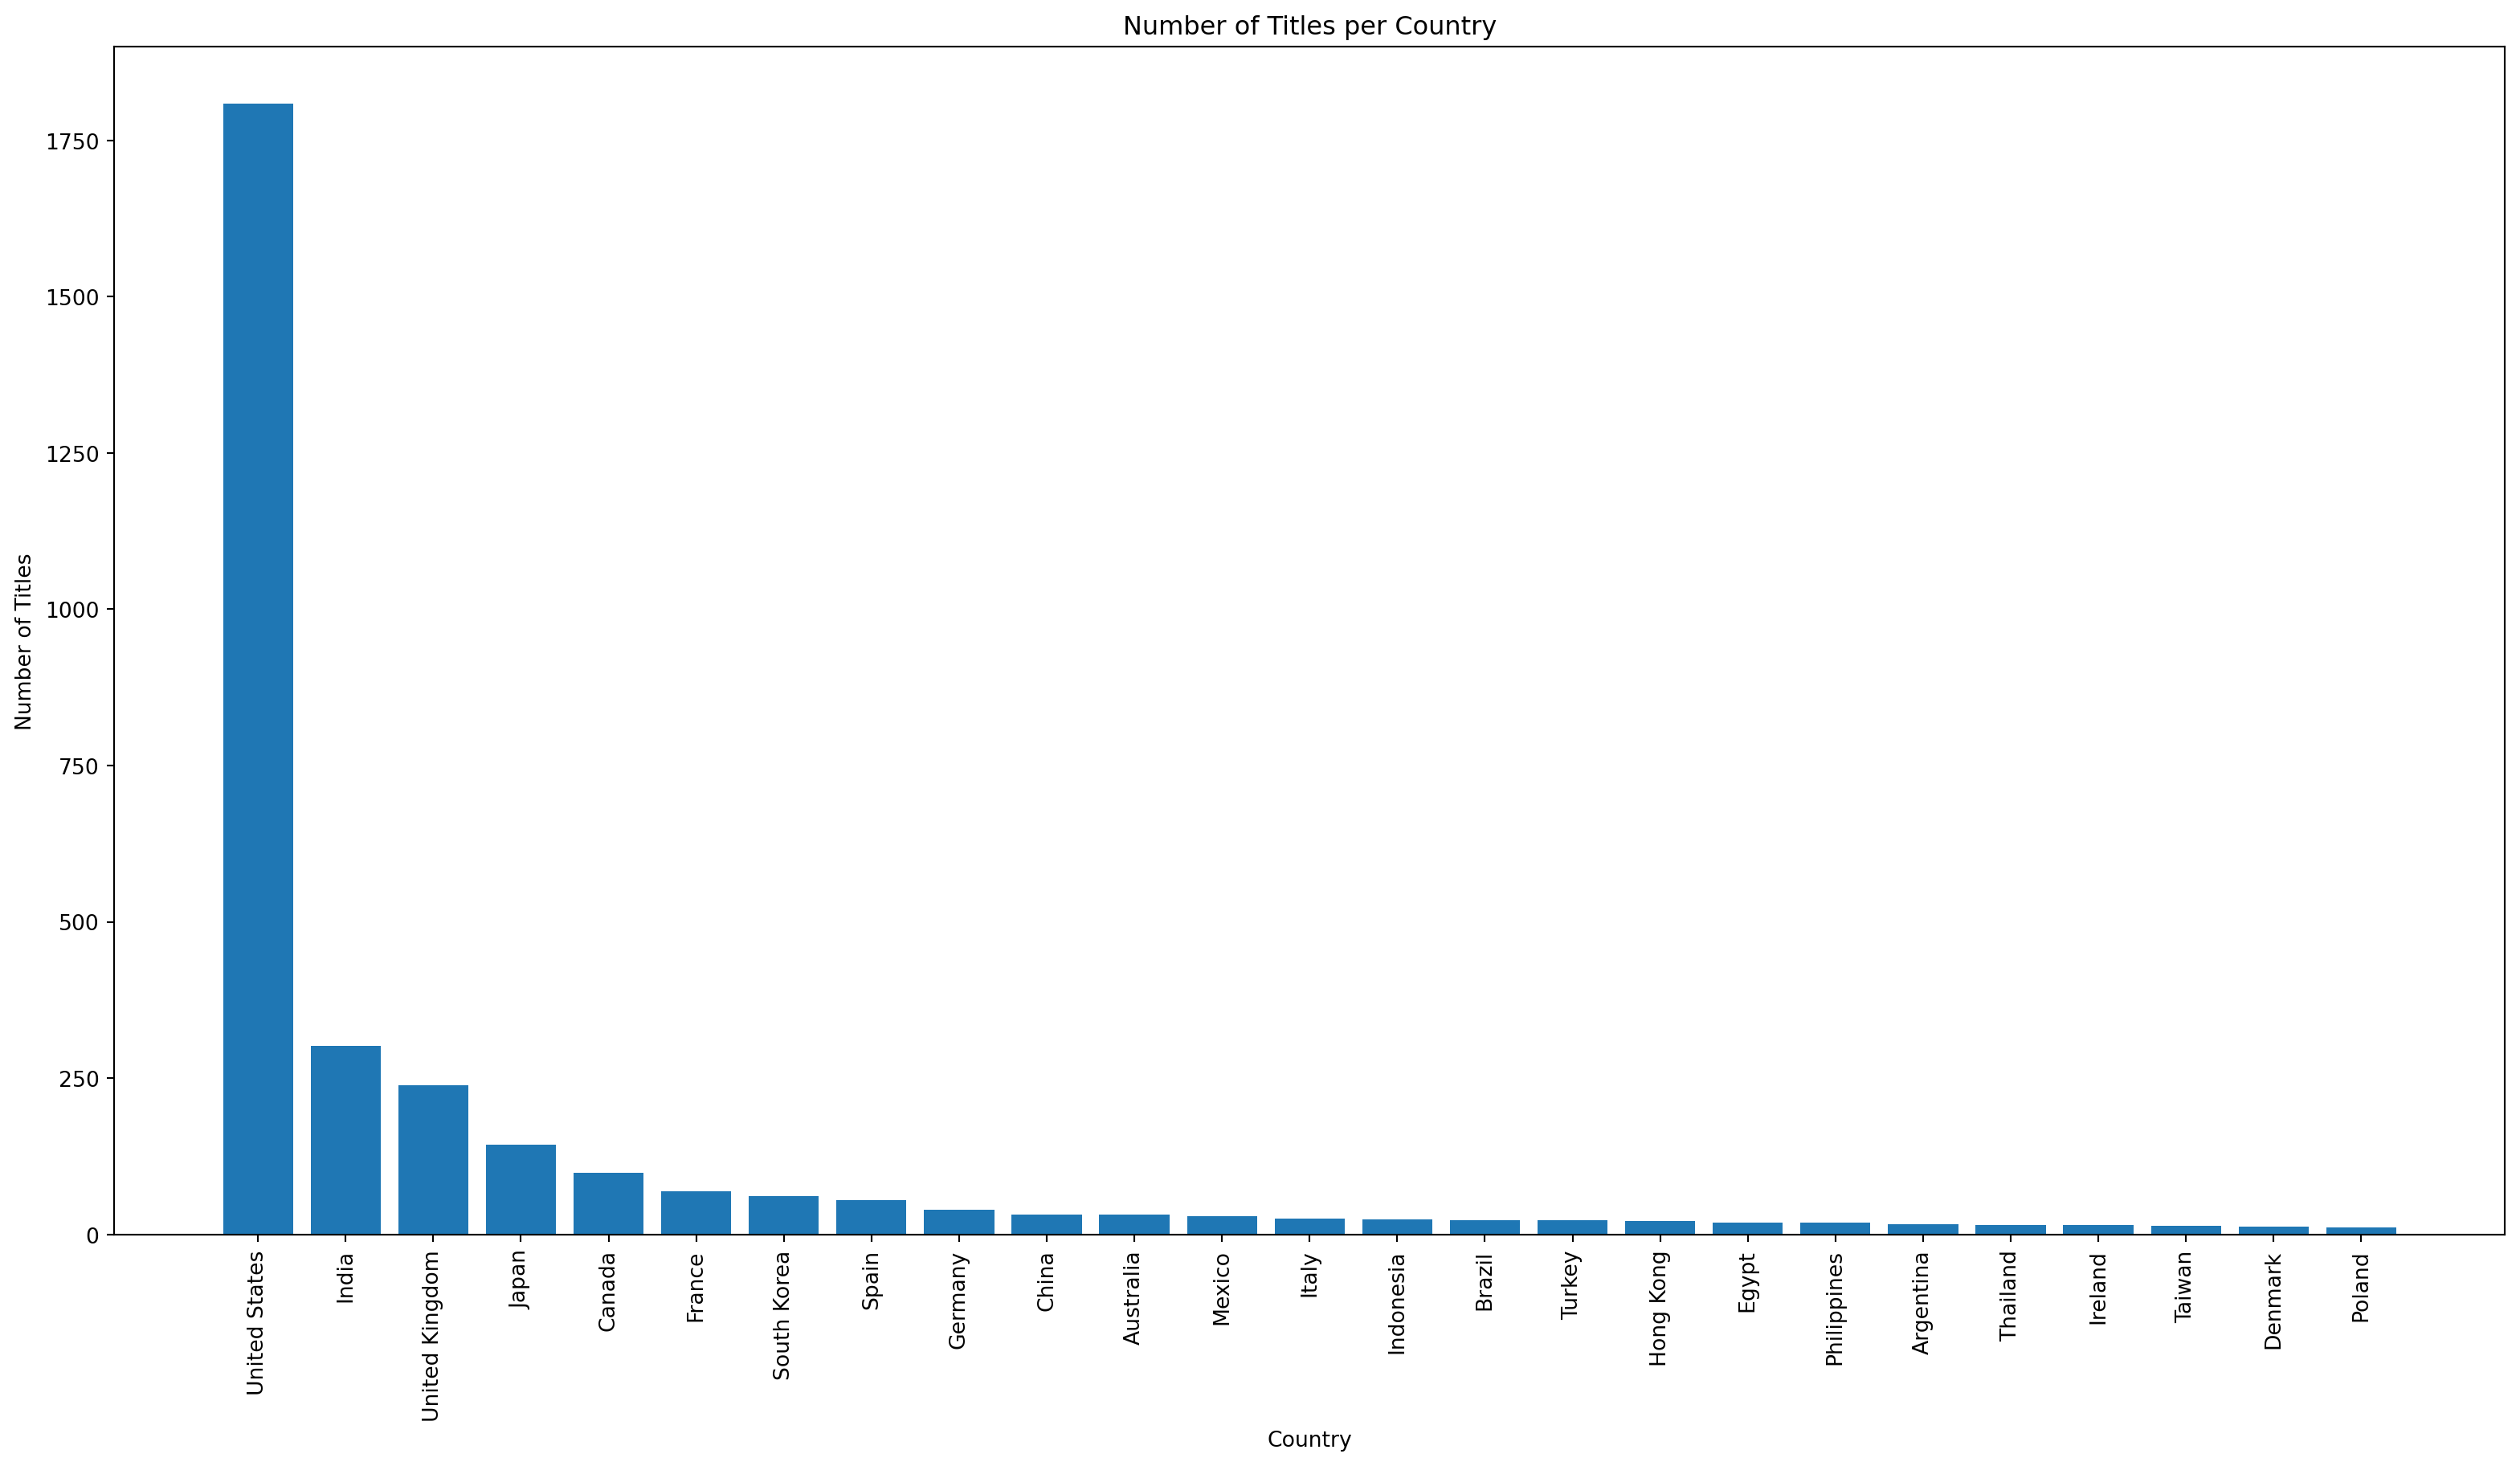 Number of Titles per Country
Number of Titles
1750
1500
1250
1000
750
500
250
0
United States
India
United Kingdom
Japan
Canada
France
South Korea
Spain
Germany
China
Australia
Mexico
Italy
Indonesia
Brazil
Turkey
Hong Kong
Egypt
Philippines
Argentina
Thailand
Ireland
Taiwan
Denmark
Poland
Country